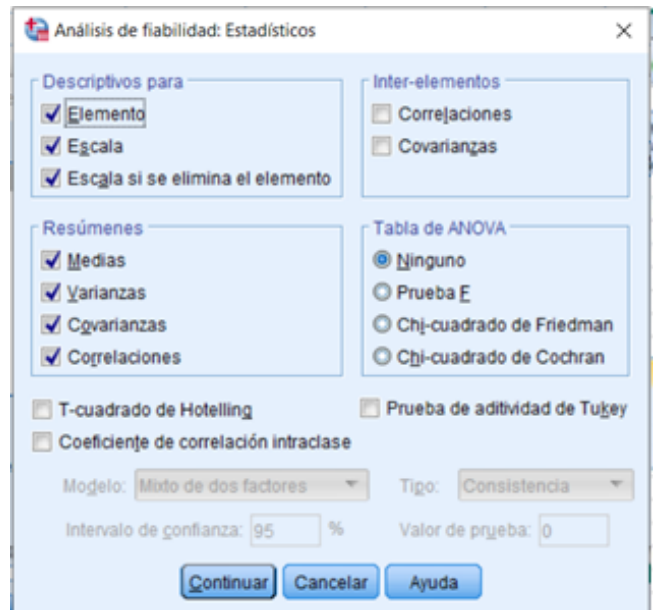 Análisis de fiabilidad: Estadísticos
Descriptivos para
Elemento
Escala
Escala si se elimina el elemento
Inter-elementos
Correlaciones
Covarianzas
Resúmenes
Medias
Varianzas
Covarianzas
Correlaciones
Tabla de ANOVA
Ninguno
Prueba F
Chi-cuadrado de Friedman
Chi-cuadrado de Cochran
T-cuadrado de Hotelling
Prueba de aditividad de Tukey
Coeficiente de correlación intraclase
Modelo: Mixto de dos factores
Tipo: Consistencia
Intervalo de confianza: 95 %
Valor de prueba: 0
Continuar
Cancelar
Ayuda